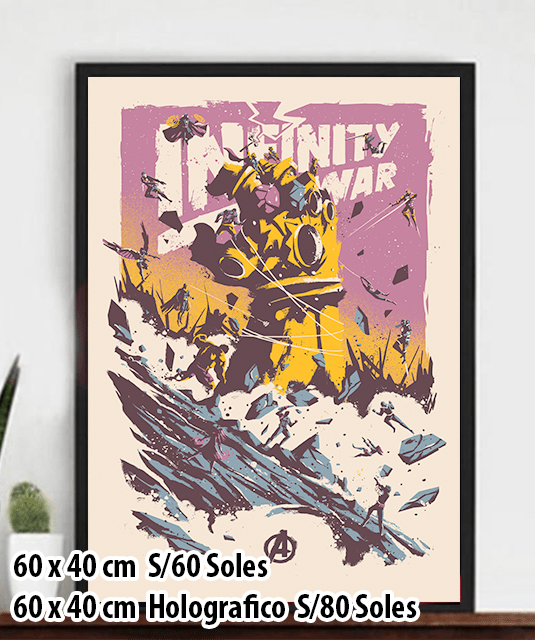 INFINITY
WAR
A
60 x 40 cm S/60 Soles
60 x 40 cm Holografico S/80 Soles